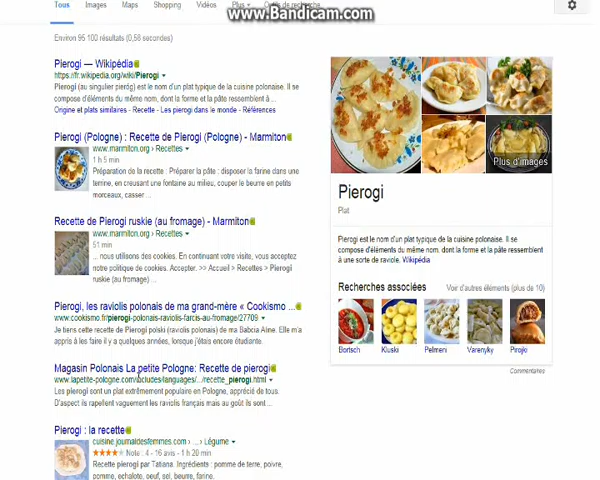 www.Bandicam.com
Tous Images Maps Shopping Vidéos Plus Outils de recherche
Environ 95 100 résultats (0,56 secondes)
Pierogi — Wikipédia
https://fr.wikipedia.org/wiki/Pierogi
Pierogi (au singulier pieróg) est le nom d'un plat typique de la cuisine polonaise. Il se
compose d'éléments du même nom, dont la forme et la pâte ressemblent à ...
Origine et plats similaires - Recette - Les pierogi dans le monde - Références
Pierogi (Pologne) : Recette de Pierogi (Pologne) - Marmiton
www.marmiton.org › Recettes
1 h 5 min
Préparation de la recette : Préparer la pâte : disposer la farine dans une
terrine, en creusant une fontaine au milieu, couper le beurre en petits
morceaux, casser ...
Recette de Pierogi ruskie (au fromage) - Marmiton
www.marmiton.org › Recettes
51 min
... nous utilisons des cookies. En continuant votre visite, vous acceptez
notre politique de cookies. Accepter. >> Accueil > Recettes > Pierogi
ruskie (au fromage) ...
Pierogi, les raviolis polonais de ma grand-mère « Cookismo ...
www.cookismo.fr/pierogi-polonais-raviolis-farcis-au-fromage/27709
Je tiens cette recette de Pierogi polski (raviolis polonais) de ma Babcia Aline. Elle m'a
appris à les faire il y a quelques années, lorsque j'étais encore étudiante.
Magasin Polonais La petite Pologne: Recette de pierogi
www.lapetite-pologne.com/includes-languages/.../recette_pierogi.html
Les pierogi sont un plat extrêmement populaire en Pologne, apprécié de tous.
D'aspect ils rappellent vaguement les raviolis français mais au goût ils sont ...
Pierogi : la recette
cuisine.journaldesfemmes.com › ... › Légume
Note : 4 - 16 avis - 1 h 20 min
Recette pierogi par Tatiana. Ingrédients : pomme de terre, poivre,
pomme, echalote, oeuf, sel, beurre, farine.
Plus d'images
Pierogi
Plat
Pierogi est le nom d'un plat typique de la cuisine polonaise. Il se
compose d'éléments du même nom, dont la forme et la pâte ressemblent
à une sorte de raviole. Wikipédia
Recherches associées
Voir d'autres éléments (plus de 10)
Bortsch Kluski Pelmeni Varenyky Pirojki
Commentaires